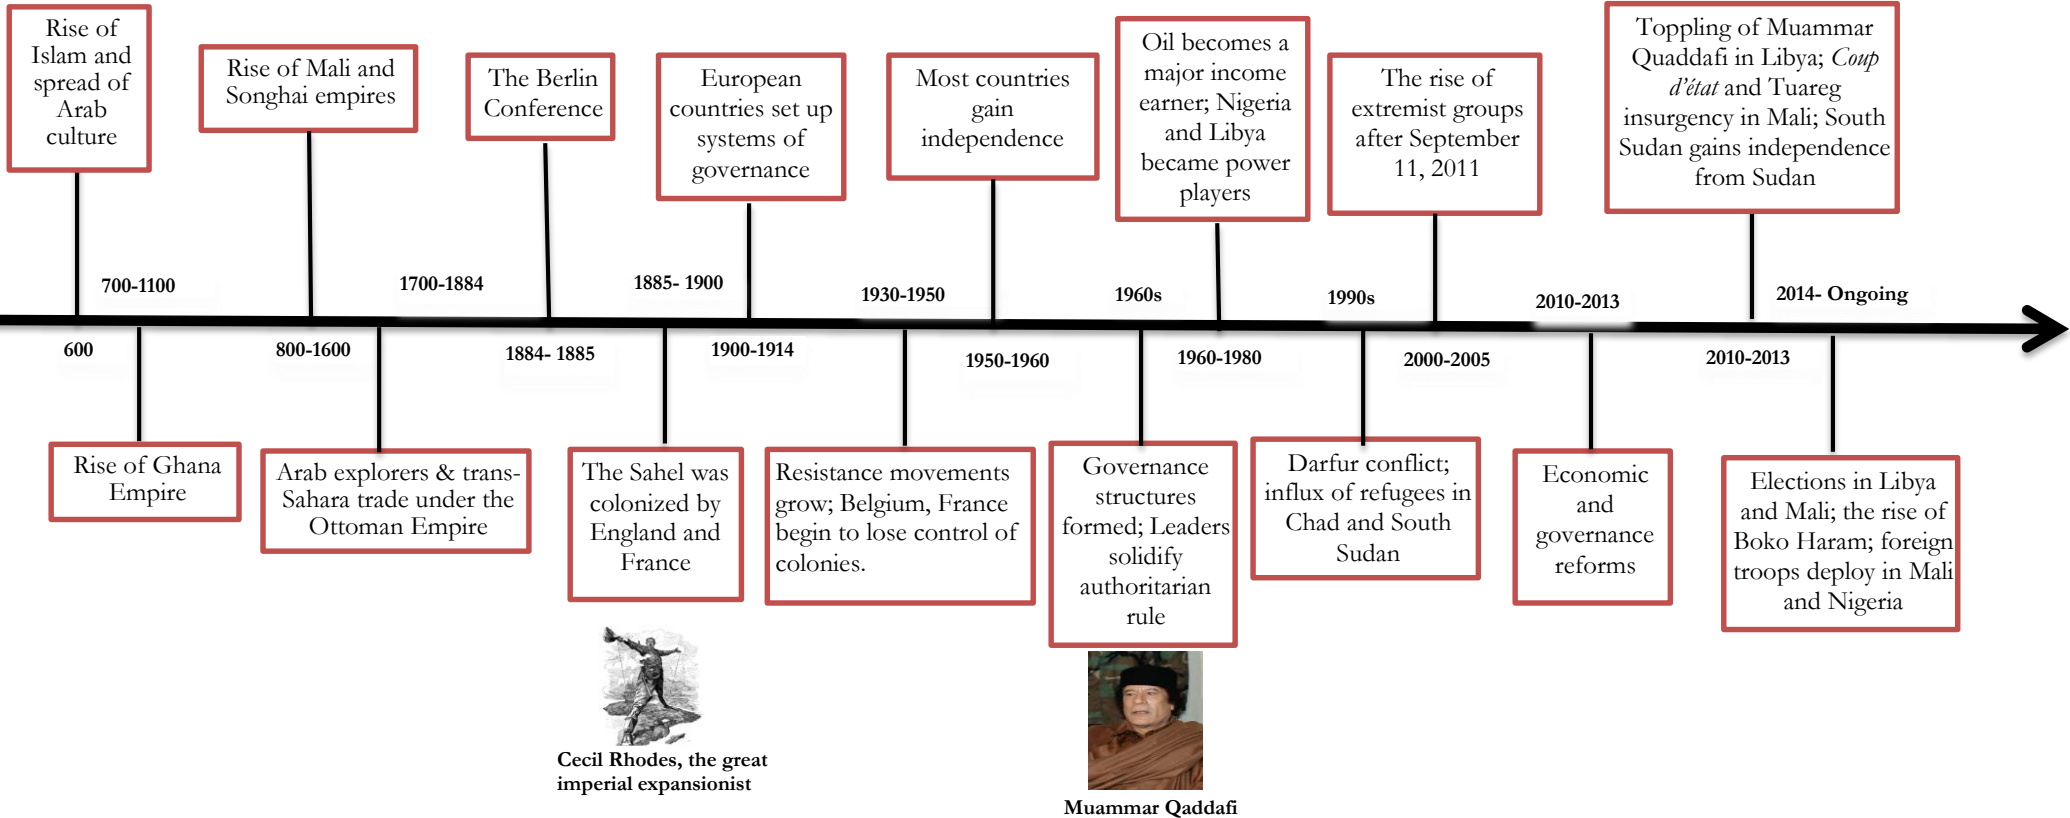 Rise of
Islam and
spread of
Arab
culture
Rise of Mali and
Songhai empires
The Berlin
Conference
European
countries set up
systems of
governance
Most countries
gain
independence
Oil becomes a
major income
earner; Nigeria
and Libya
became power
players
The rise of
extremist groups
after September
11, 2011
Toppling of Muammar
Quaddafi in Libya; Coup
d'état and Tuareg
insurgency in Mali; South
Sudan gains independence
from Sudan
700-1100
1700-1884
1885- 1900
1930-1950
1960s
1990s
2010-2013
2014- Ongoing
600
800-1600
1884- 1885
1900-1914
1950-1960
1960-1980
2000-2005
2010-2013
Rise of Ghana
Empire
Arab explorers & trans-
Sahara trade under the
Ottoman Empire
The Sahel was
colonized by
England and
France
Resistance movements
grow; Belgium, France
begin to lose control of
colonies.
Governance
structures
formed; Leaders
solidify
authoritarian
rule
Darfur conflict;
influx of refugees in
Chad and South
Sudan
Economic
and
governance
reforms
Elections in Libya
and Mali; the rise of
Boko Haram; foreign
troops deploy in Mali
and Nigeria
Cecil Rhodes, the great
imperial expansionist
Muammar Qaddafi